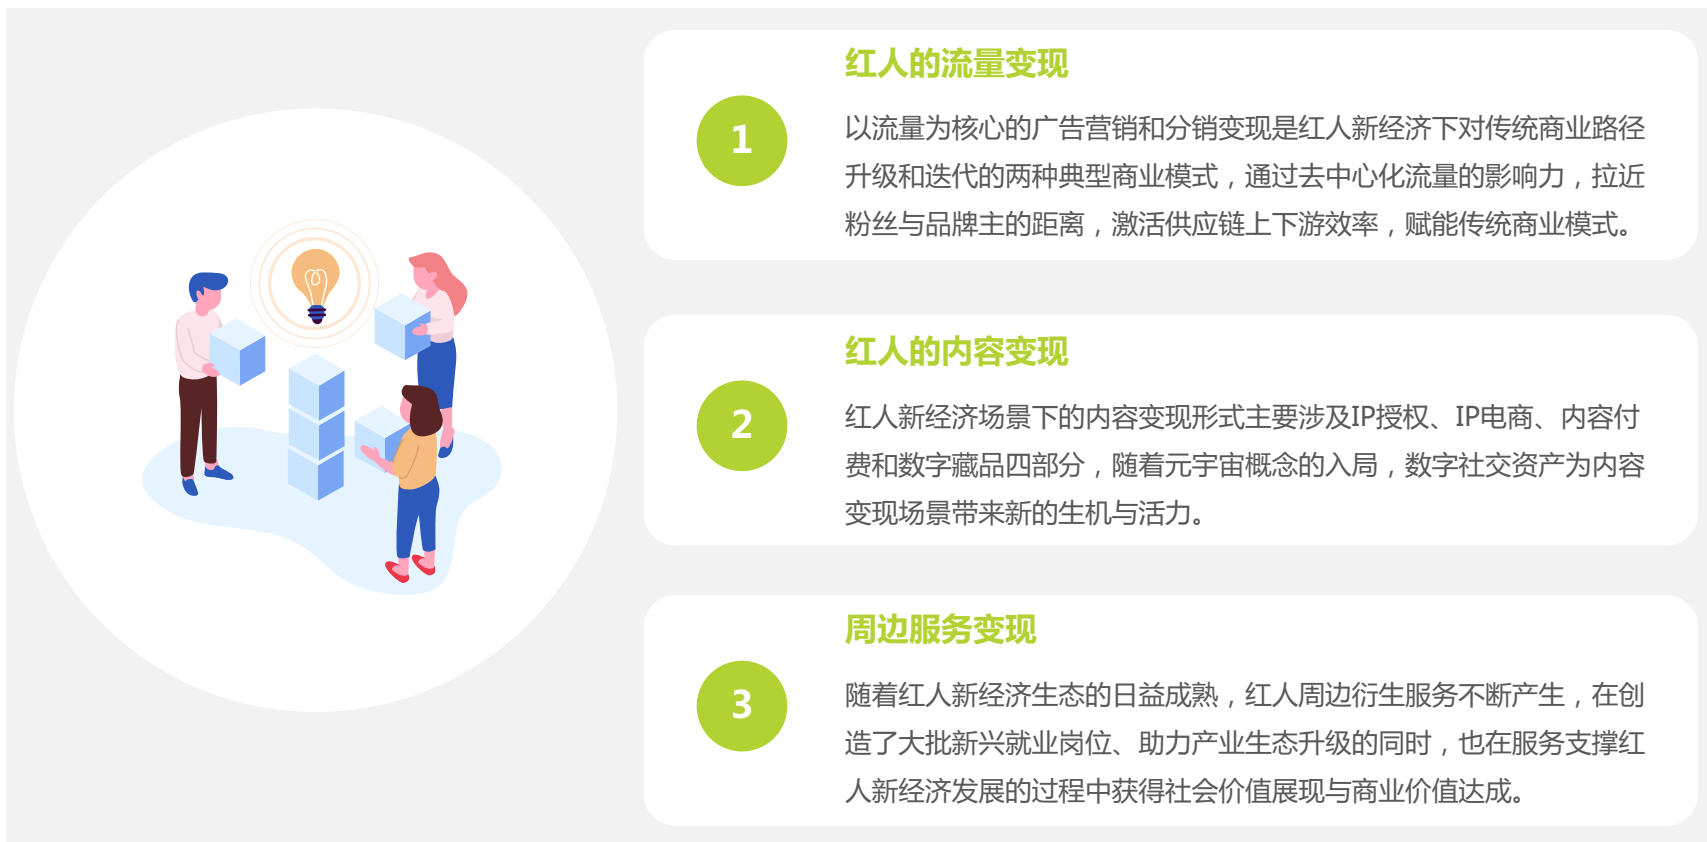 红人的流量变现
1
以流量为核心的广告营销和分销变现是红人新经济下对传统商业路径
升级和迭代的两种典型商业模式，通过去中心化流量的影响力，拉近
粉丝与品牌主的距离，激活供应链上下游效率，赋能传统商业模式。
红人的内容变现
2
红人新经济场景下的内容变现形式主要涉及IP授权、IP电商、内容付
费和数字藏品四部分，随着元宇宙概念的入局，数字社交资产为内容
变现场景带来新的生机与活力。
周边服务变现
3
随着红人新经济生态的日益成熟，红人周边衍生服务不断产生，在创
造了大批新兴就业岗位、助力产业生态升级的同时，也在服务支撑红
人新经济发展的过程中获得社会价值展现与商业价值达成。